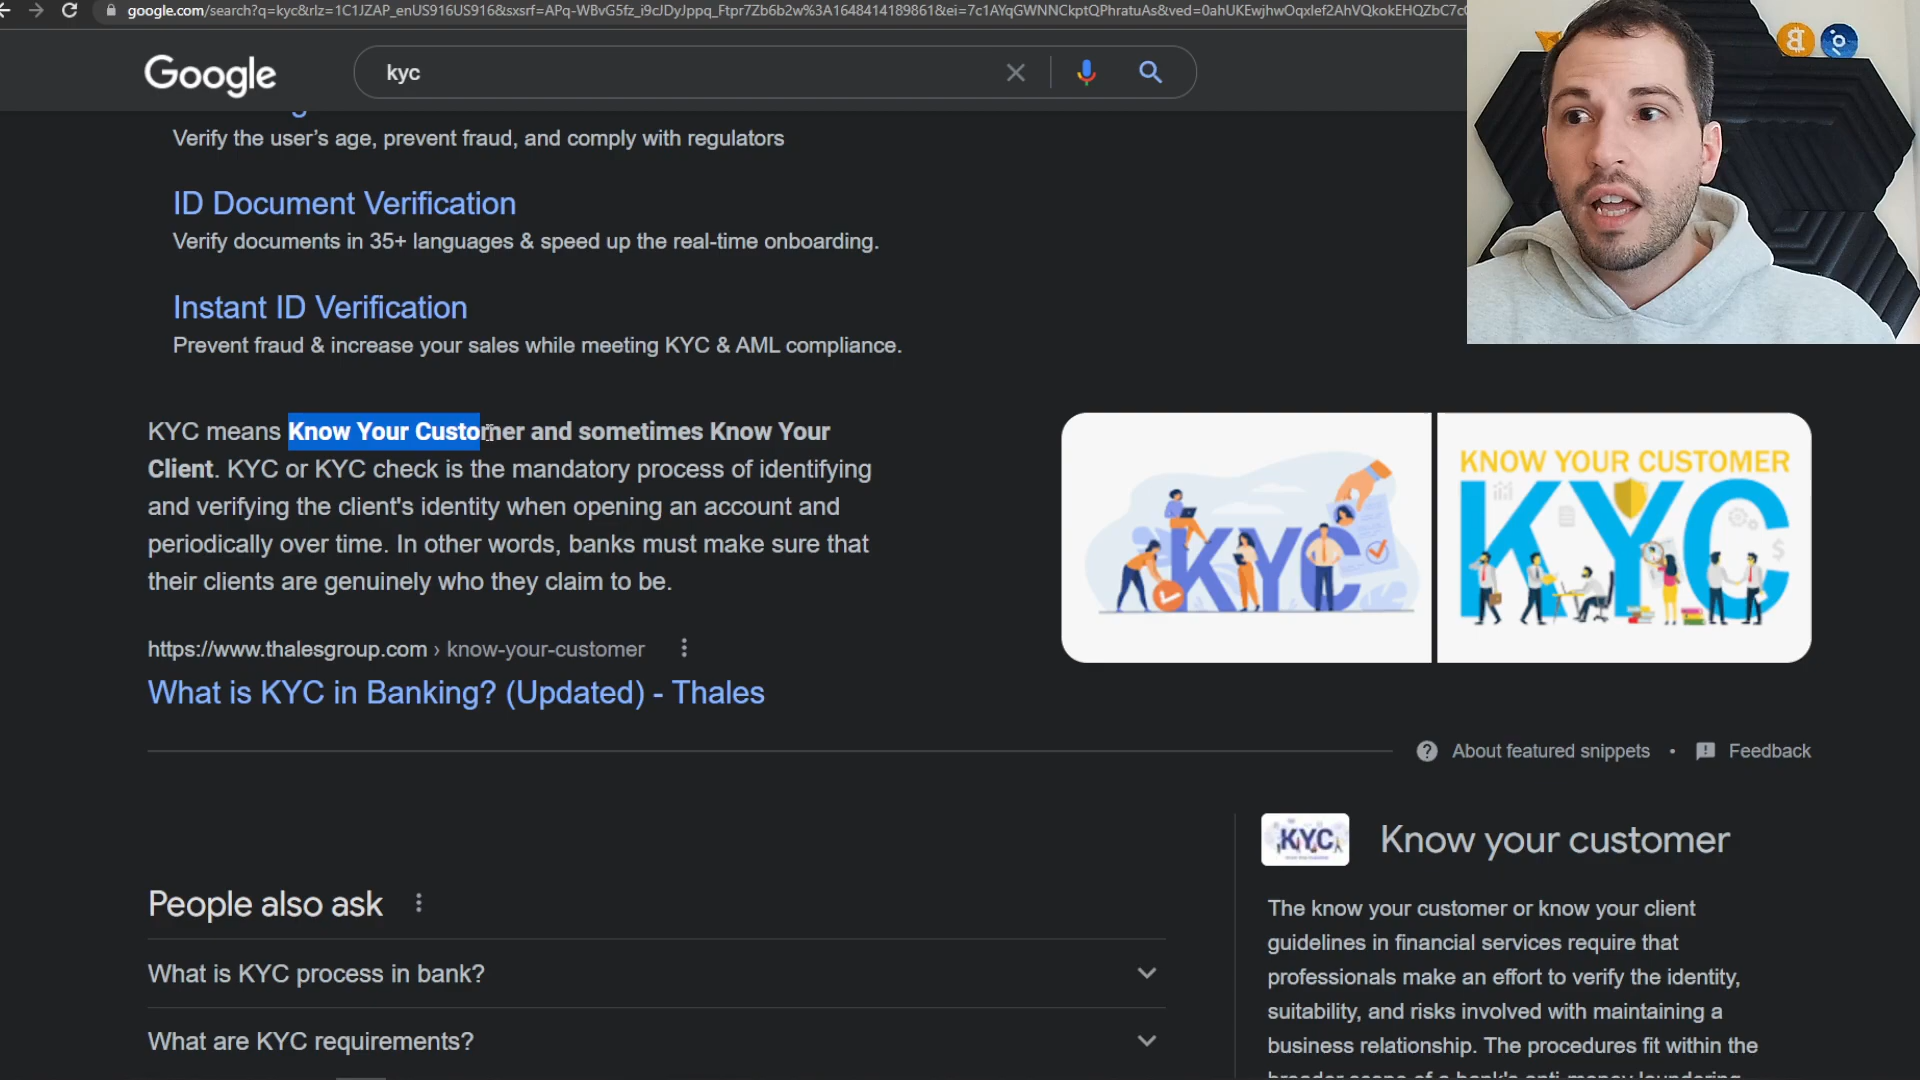 google.com/search?q=kyc&rlz=1C1JZAP_enUS916US916&sxsrf=APq-WBvG5fz_i9cJDyJppq_Ftpr7Zb6b2w%3A1648414189861&ei=7c1AYqGWNNCkptQPhratuAs&ved=0ahUKEwjhwOqxlef2AhVQkokEHQZbC7cQ
Google
kyc
Verify the user’s age, prevent fraud, and comply with regulators
ID Document Verification
Verify documents in 35+ languages & speed up the real-time onboarding.
Instant ID Verification
Prevent fraud & increase your sales while meeting KYC & AML compliance.
KYC means Know Your Customer and sometimes Know Your
Client. KYC or KYC check is the mandatory process of identifying
and verifying the client's identity when opening an account and
periodically over time. In other words, banks must make sure that
their clients are genuinely who they claim to be.
KYC
KNOW YOUR CUSTOMER
KYC
https://www.thalesgroup.com › know-your-customer
What is KYC in Banking? (Updated) - Thales
About featured snippets • Feedback
KYC
Know your customer
The know your customer or know your client
guidelines in financial services require that
professionals make an effort to verify the identity,
suitability, and risks involved with maintaining a
business relationship. The procedures fit within the
broader scope of a bank's anti-money laundering
People also ask
What is KYC process in bank?
What are KYC requirements?